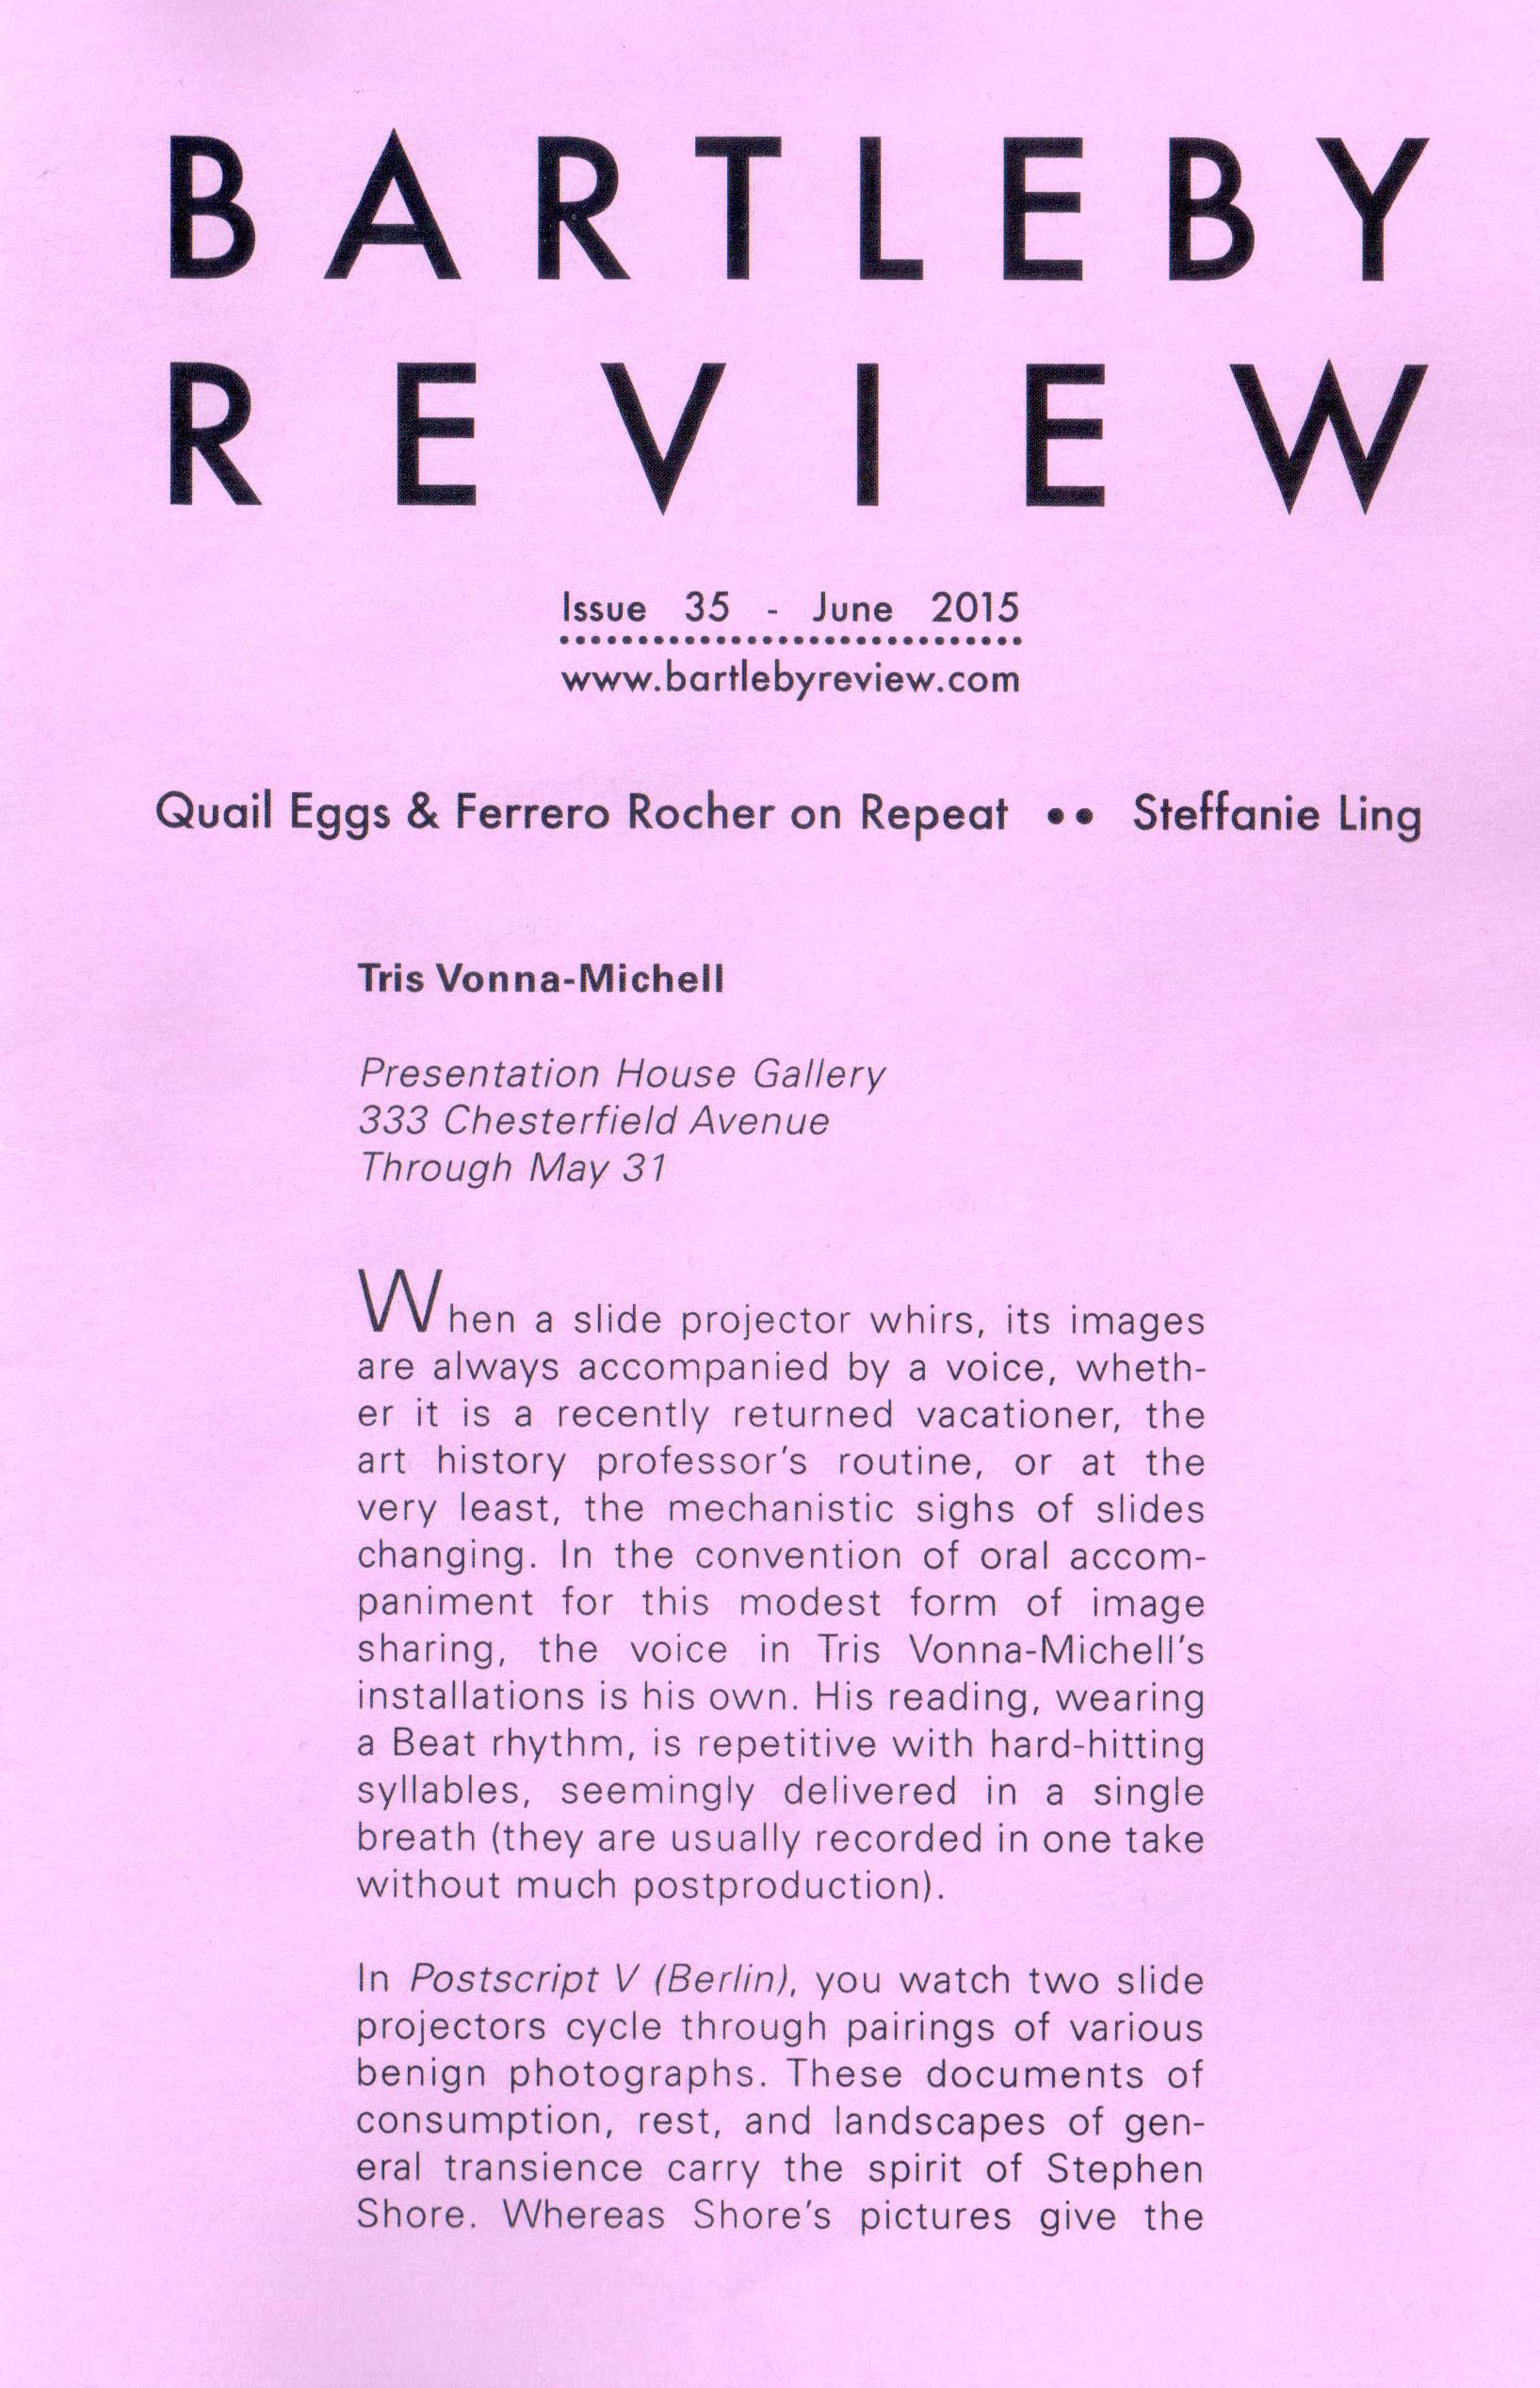 BARTLEBY
REVIEW
Issue 35 - June 2015
www.bartlebyreview.com
Quail Eggs & Ferrero Rocher on Repeat •• Steffanie Ling
Tris Vonna-Michell
Presentation House Gallery
333 Chesterfield Avenue
Through May 31
When a slide projector whirs, its images
are always accompanied by a voice, wheth-
er it is a recently returned vacationer, the
art history professor's routine, or at the
very least, the mechanistic sighs of slides
changing. In the convention of oral accom-
paniment for this modest form of image
sharing, the voice in Tris Vonna-Michell's
installations is his own. His reading, wearing
a Beat rhythm, is repetitive with hard-hitting
syllables, seemingly delivered in a single
breath (they are usually recorded in one take
without much postproduction).
In Postscript V (Berlin), you watch two slide
projectors cycle through pairings of various
benign photographs. These documents of
consumption, rest, and landscapes of gen-
eral transience carry the spirit of Stephen
Shore. Whereas Shore's pictures give the